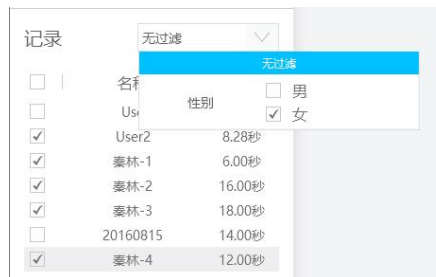 记录 无过滤
无过滤
名
性别
男
女
Us
User2 8.28秒
秦林-1 6.00秒
秦林-2 16.00秒
秦林-3 18.00秒
20160815 14.00秒
秦林-4 12.00秒